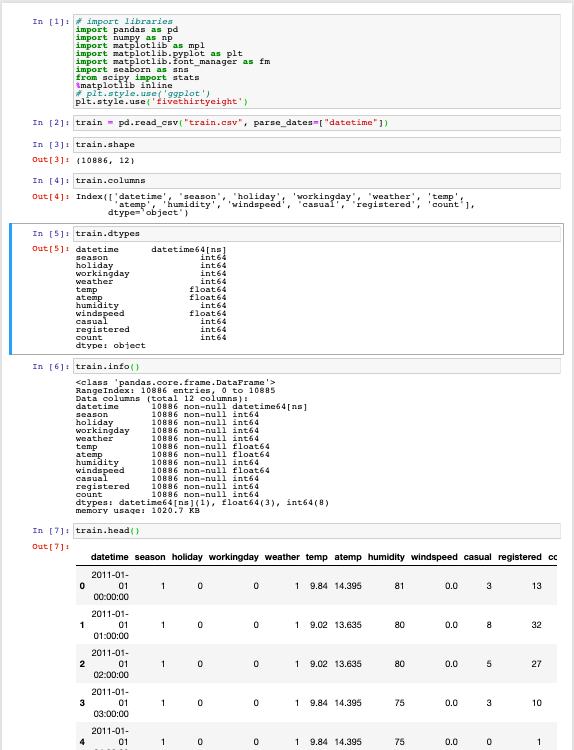 In [1]: # import libraries
import pandas as pd
import numpy as np
import matplotlib as mpl
import matplotlib.pyplot as plt
import matplotlib.font_manager as fm
import seaborn as sns
from scipy import stats
%matplotlib inline
# plt.style.use('ggplot')
plt.style.use('fivethirtyeight')
In [2]: train = pd.read_csv("train.csv", parse_dates=["datetime"])
In [3]: train.shape
Out[3]: (10886, 12)
In [4]: train.columns
Out[4]: Index(['datetime', 'season', 'holiday', 'workingday', 'weather', 'temp',
'atemp', 'humidity', 'windspeed', 'casual', 'registered', 'count'],
dtype='object')
In [5]: train.dtypes
Out[5]: datetime datetime64[ns]
season int64
holiday int64
workingday int64
weather int64
temp float64
atemp float64
humidity int64
windspeed float64
casual int64
registered int64
count int64
dtype: object
In [6]: train.info()
<class 'pandas.core.frame.DataFrame'>
RangeIndex: 10886 entries, 0 to 10885
Data columns (total 12 columns):
datetime 10886 non-null datetime64[ns]
season 10886 non-null int64
holiday 10886 non-null int64
workingday 10886 non-null int64
weather 10886 non-null int64
temp 10886 non-null float64
atemp 10886 non-null float64
humidity 10886 non-null int64
windspeed 10886 non-null float64
casual 10886 non-null int64
registered 10886 non-null int64
count 10886 non-null int64
dtypes: datetime64[ns](1), float64(3), int64(8)
memory usage: 1020.7 KB
In [7]: train.head()
Out[7]:
datetime season holiday workingday weather temp atemp humidity windspeed casual registered cc
2011-01-
0 01 1 0 0 1 9.84 14.395 81 0.0 3 13
00:00:00
2011-01-
1 01 1 0 0 1 9.02 13.635 80 0.0 8 32
01:00:00
2011-01-
2 01 1 0 0 1 9.02 13.635 80 0.0 5 27
02:00:00
2011-01-
3 01 1 0 0 1 9.84 14.395 75 0.0 3 10
03:00:00
2011-01-
4 01 1 0 0 1 9.84 14.395 75 0.0 0 1